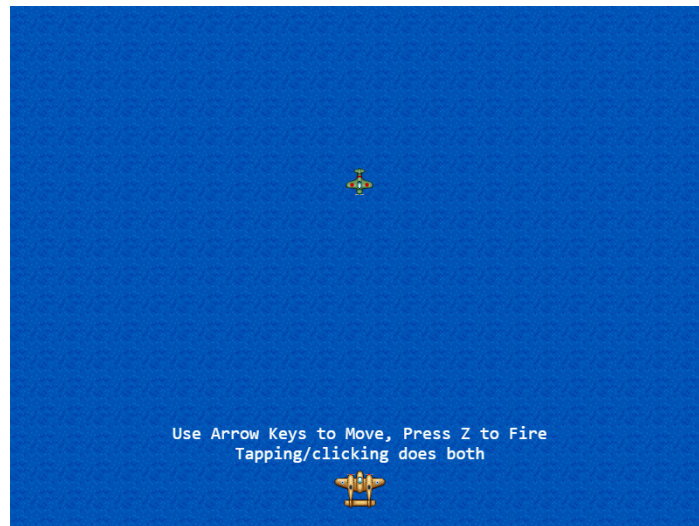 Use Arrow Keys to Move, Press Z to Fire
Tapping/clicking does both